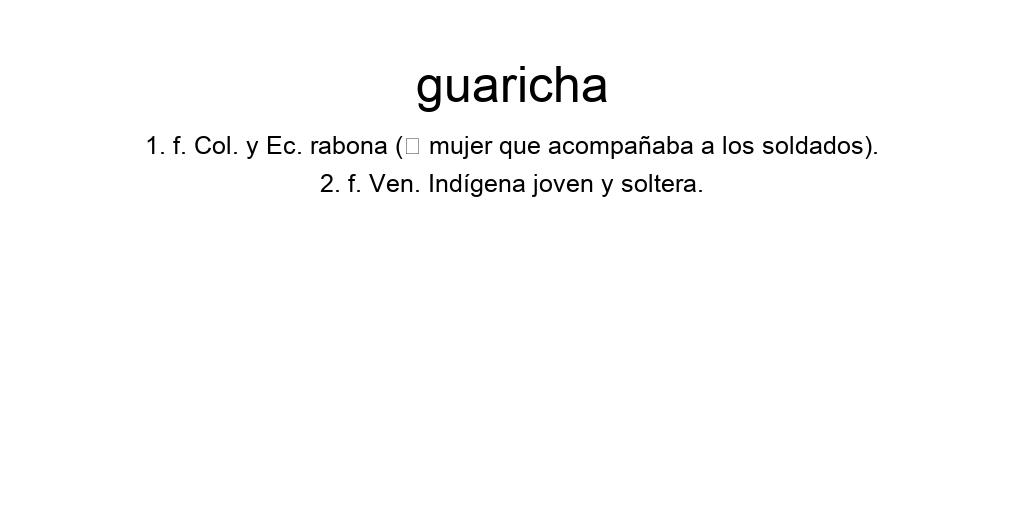 guaricha
1. f. Col. y Ec. rabona (□ mujer que acompañaba a los soldados).
2. f. Ven. Indígena joven y soltera.